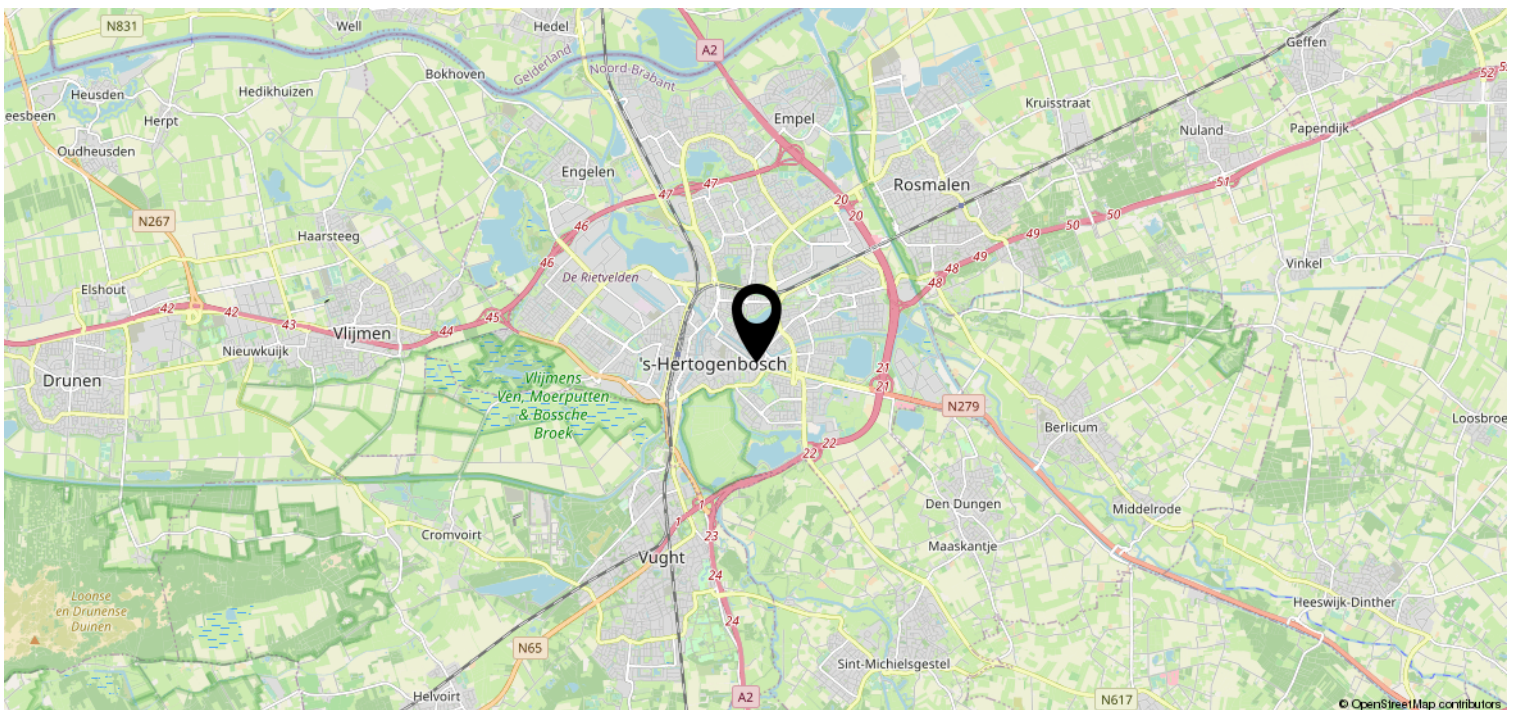 N831
Well
Hedel
Geffen
A2
Gelderland
Noord-Brabant
Bokhoven
52
Heusden
Hedikhuizen
Kruisstraat
eesbeen
Herpt
Empel
Nuland
Papendijk
Oudheusden
Engelen
47
47
Rosmalen
51
N267
46
20
20
50
50
Haarsteeg
49
49
46
De Rietvelden
48
48
Vinkel
Elshout
42
42
43
45
44
Vlijmen
Nieuwkuijk
's-Hertogenbosch
21
21
Drunen
Vlijmens
Ven, Moerputten
& Bossche
Broek
N279
Loosbroe
Berlicum
22
22
Den Dungen
Middelrode
1
1
Cromvoirt
23
Maaskantje
Vught
24
Loonse
en Drunense
Duinen
Heeswijk-Dinther
24
N65
Sint-Michielsgestel
Helvoirt
A2
N617
© OpenStreetMap contributors